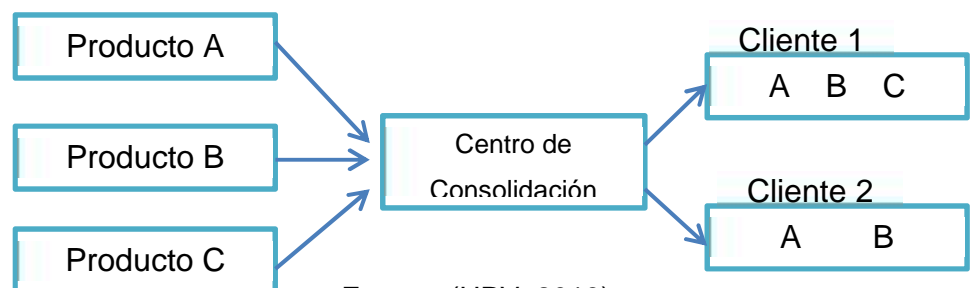 Producto A
Producto B
Producto C
Centro de
Consolidación
Cliente 1
A B C
Cliente 2
A B